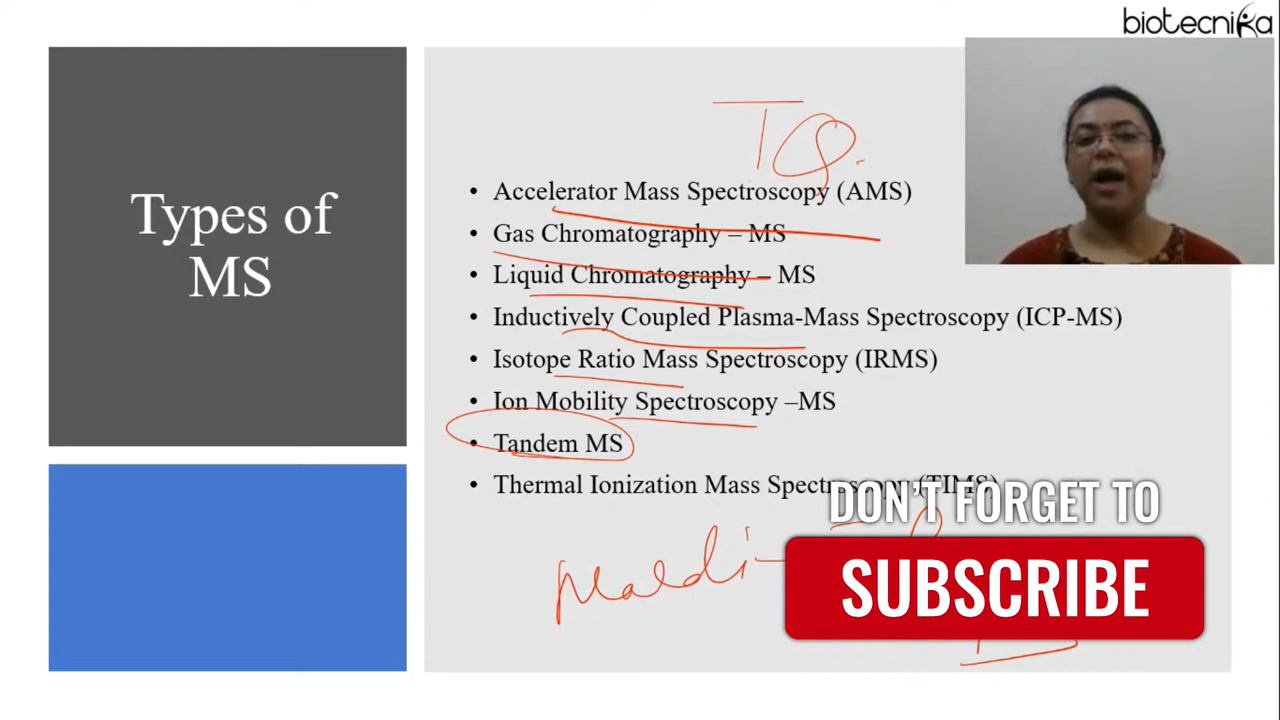 biotecnika
TQ.
Types of
MS
• Accelerator Mass Spectroscopy (AMS)
• Gas Chromatography – MS
• Liquid Chromatography – MS
• Inductively Coupled Plasma-Mass Spectroscopy (ICP-MS)
• Isotope Ratio Mass Spectroscopy (IRMS)
• Ion Mobility Spectroscopy –MS
• Tandem MS
• Thermal Ionization Mass Spectroscopy (TIMS)
Maldi-
DON'T FORGET TO
SUBSCRIBE